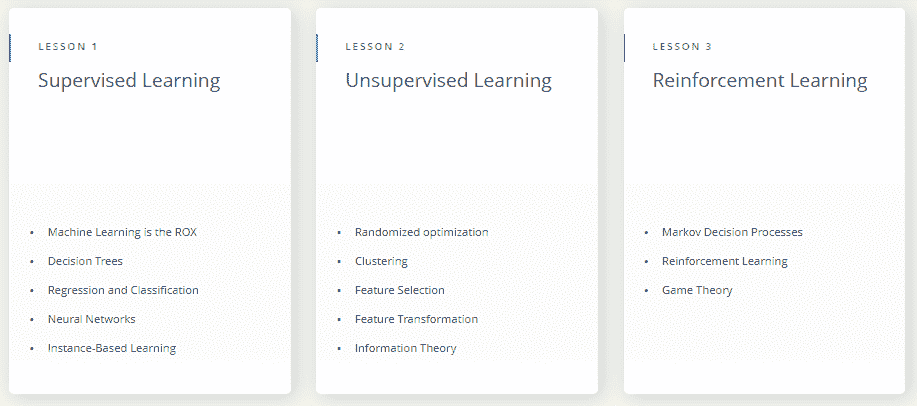 LESSON 1
Supervised Learning
• Machine Learning is the ROX
• Decision Trees
• Regression and Classification
• Neural Networks
• Instance-Based Learning
LESSON 2
Unsupervised Learning
• Randomized optimization
• Clustering
• Feature Selection
• Feature Transformation
• Information Theory
LESSON 3
Reinforcement Learning
• Markov Decision Processes
• Reinforcement Learning
• Game Theory